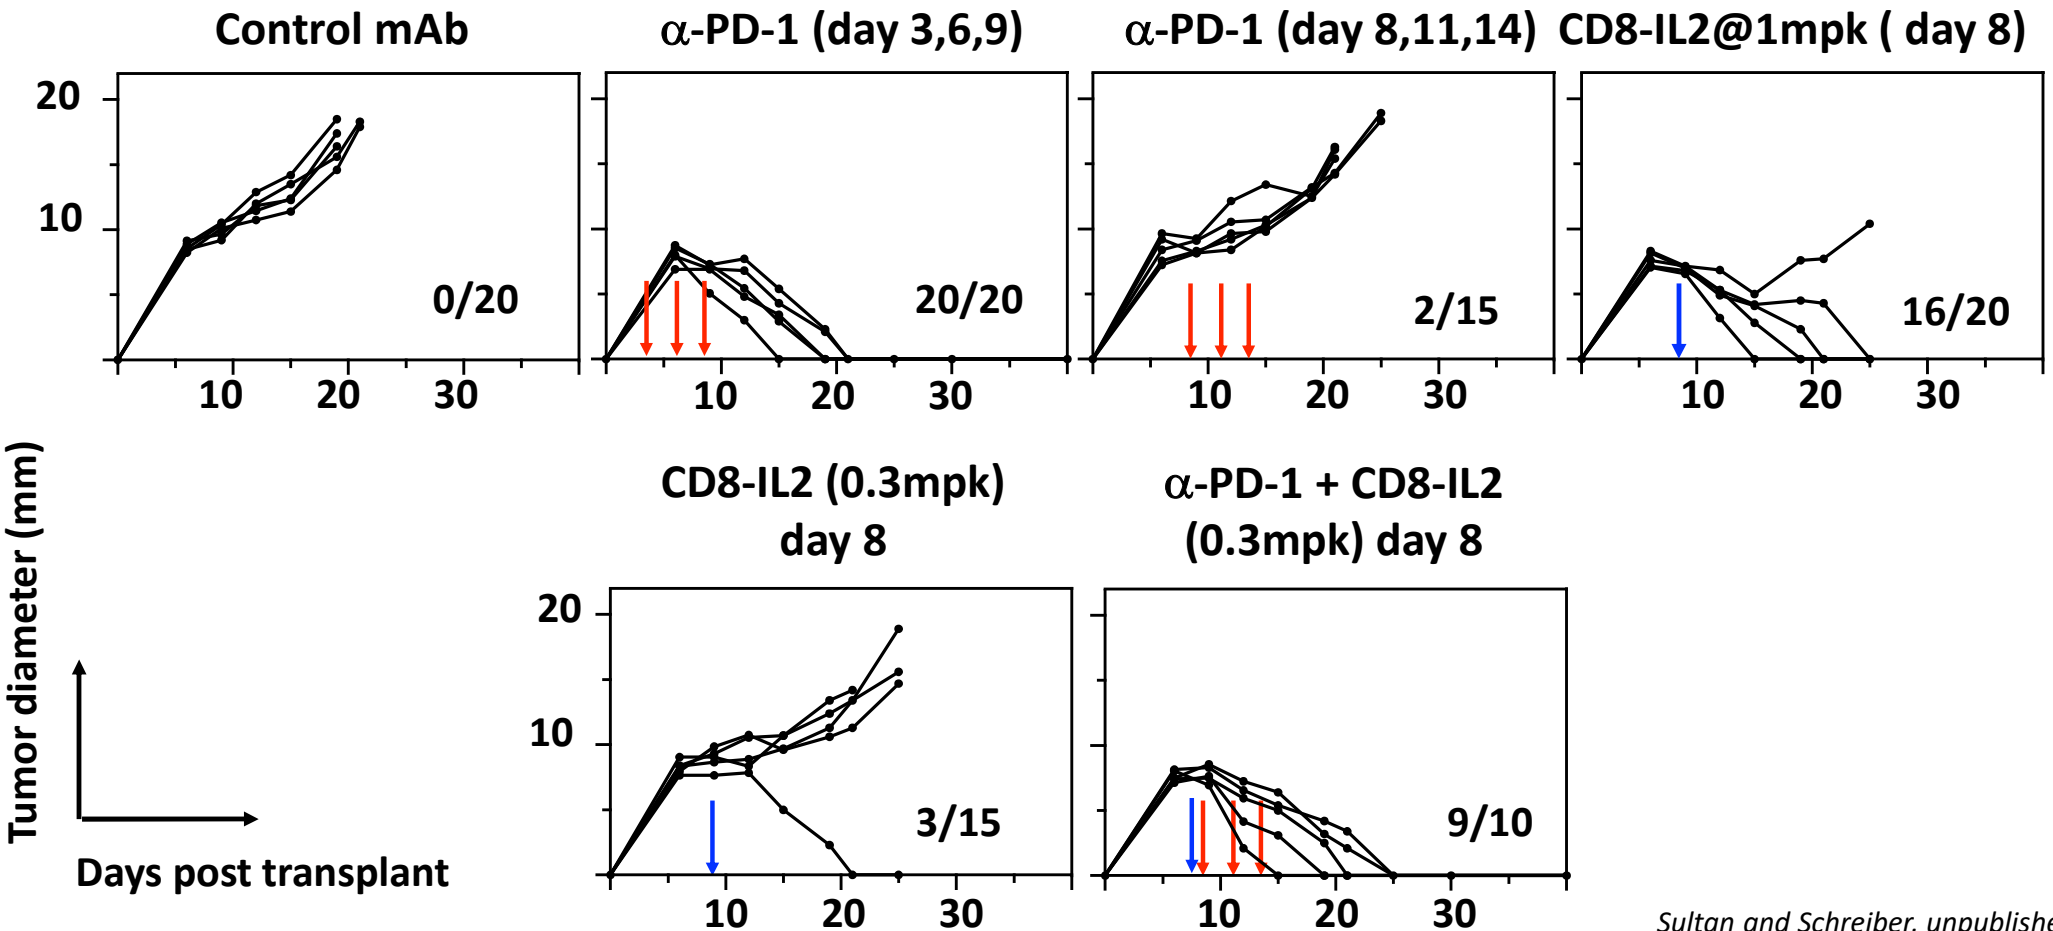 Control mAb
α-PD-1 (day 3,6,9)
α-PD-1 (day 8,11,14)
CD8-IL2@1mpk ( day 8)
20
10
0/20
20/20
2/15
16/20
10 20 30
10 20 30
10 20 30
10 20 30
CD8-IL2 (0.3mpk)
day 8
α-PD-1 + CD8-IL2
(0.3mpk) day 8
Tumor diameter (mm)
Days post transplant
20
10
3/15
9/10
10 20 30
10 20 30
Sultan and Schreiber, unpublishe